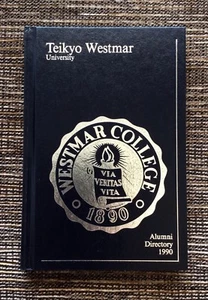 Teikyo Westmar
University
WESTMAR COLLEGE
VIA
VERITAS
VITA
1890
Alumni
Directory
1990